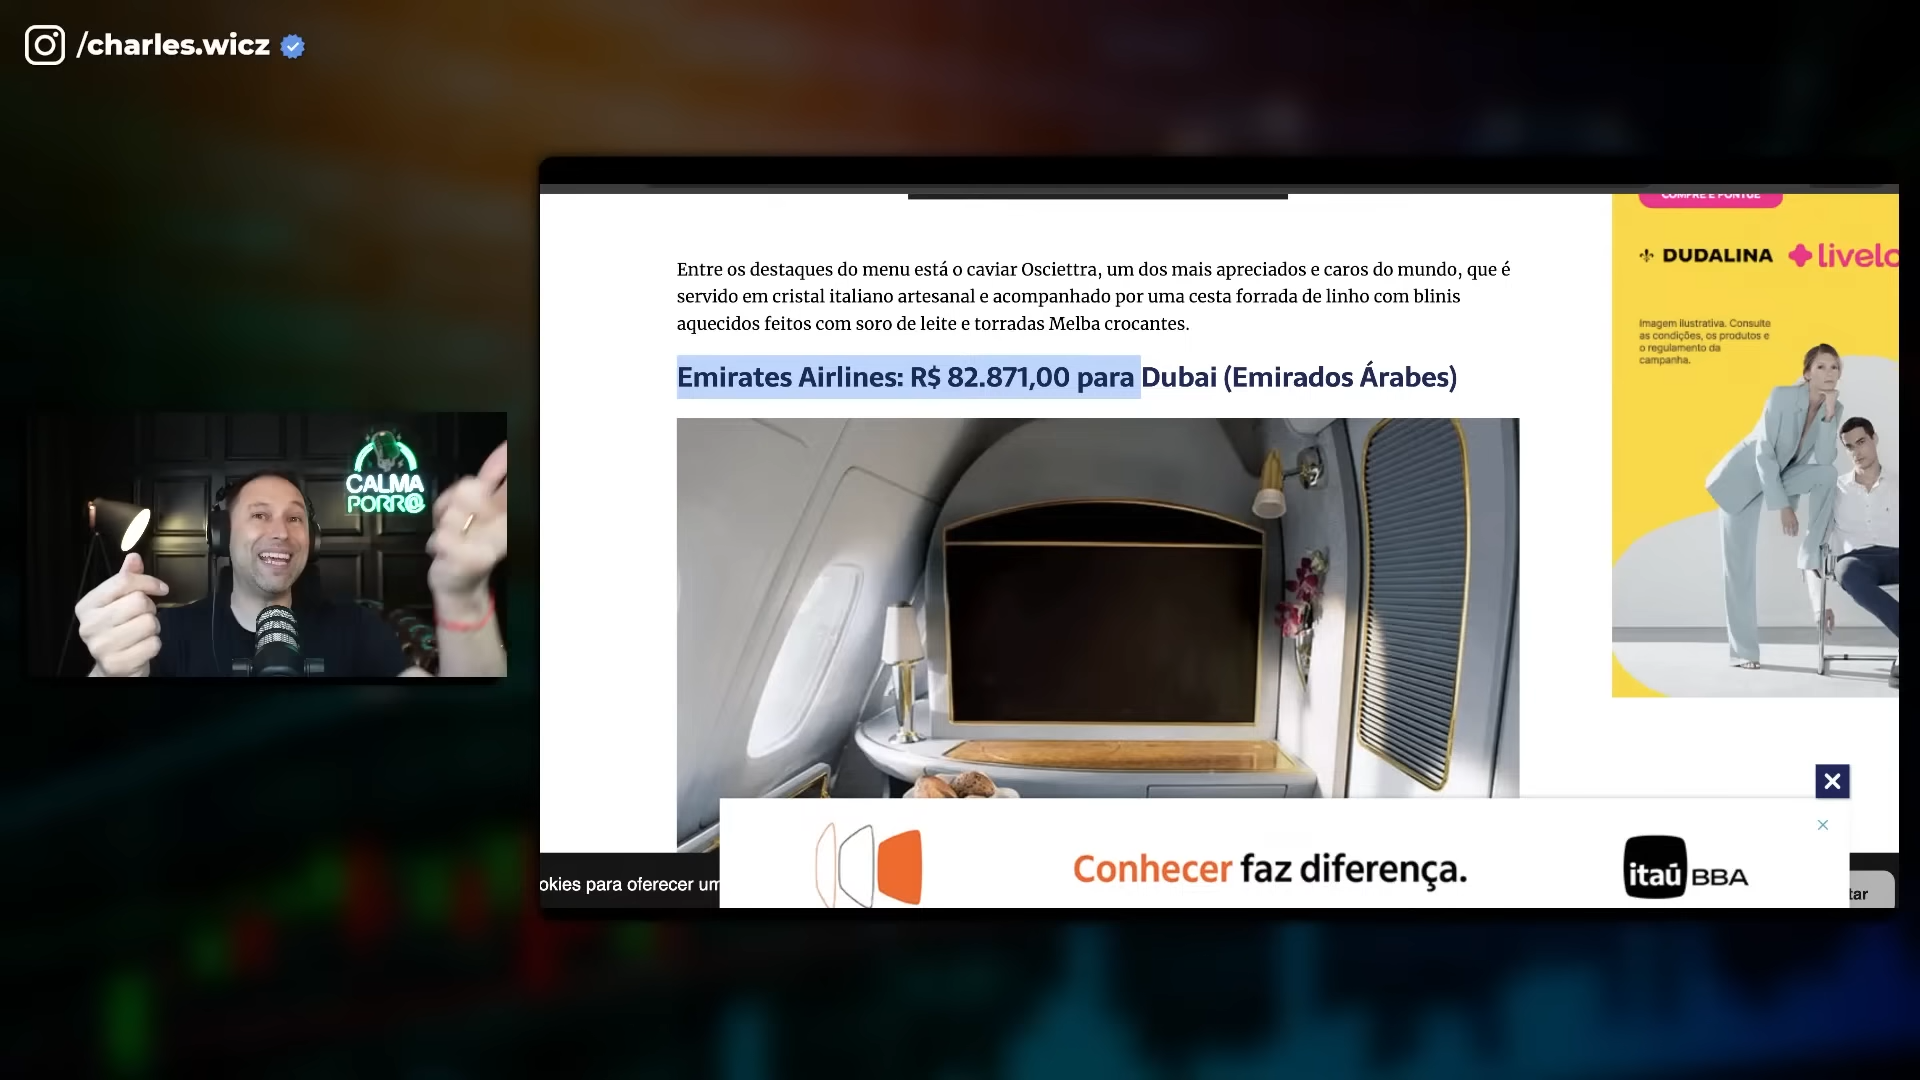 /charles.wicz
COMPRE E PONTUE
DUDALINA livelo
Entre os destaques do menu está o caviar Osciettra, um dos mais apreciados e caros do mundo, que é
servido em cristal italiano artesanal e acompanhado por uma cesta forrada de linho com blinis
aquecidos feitos com soro de leite e torradas Melba crocantes.
Imagem ilustrativa. Consulte
as condições, os produtos e
o regulamento da
campanha.
Emirates Airlines: R$ 82.871,00 para Dubai (Emirados Árabes)
CALMA
PORR@
Conhecer faz diferença.
itaú BBA
okies para oferecer um
tar